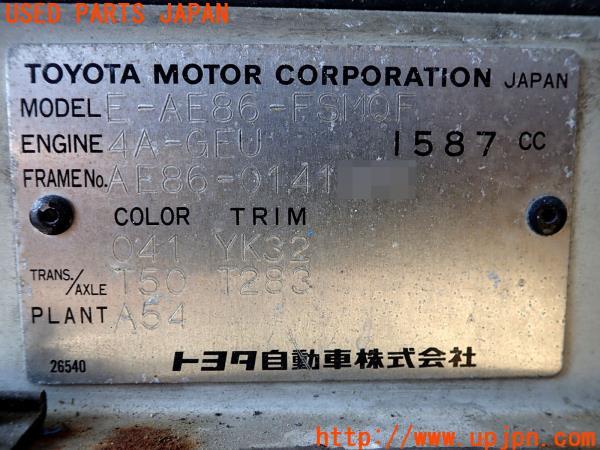 USED PARTS JAPAN
TOYOTA MOTOR CORPORATION JAPAN
MODEL E-AE86-FSMQF
ENGINE 4A-GEU 1587 CC
FRAME No. AE86-0141
COLOR TRIM
041 YK32
TRANS./AXLE T50 T283
PLANT A54
26540 トヨタ自動車株式会社
http://www.upjpn.com